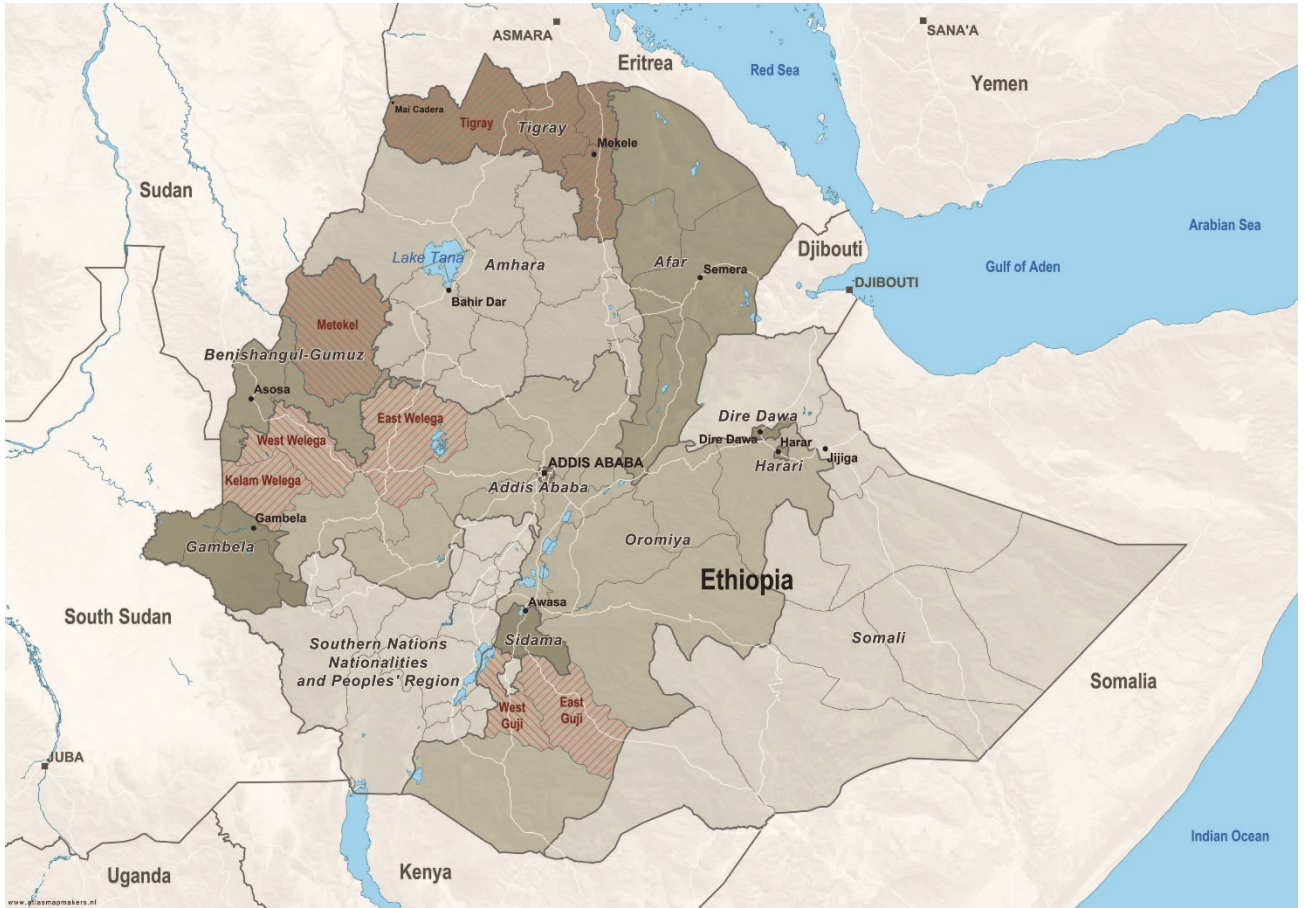 ASMARA
SANA'A
Eritrea
Red Sea
Yemen
Mai Cadera
Tigray
Tigray
Mekele
Sudan
Arabian Sea
Djibouti
Lake Tana
Amhara
Afar
Semera
Gulf of Aden
DJIBOUTI
Bahir Dar
Metekel
Benishangul-Gumuz
Asosa
East Welega
West Welega
Dire Dawa
Dire Dawa
Harar
Jijiga
Harari
ADDIS ABABA
Addis Ababa
Kelam Welega
Gambela
Gambela
Oromiya
Ethiopia
Awasa
South Sudan
Sidama
Somali
Southern Nations
Nationalities
and Peoples' Region
Somalia
West
Guji
East
Guji
JUBA
Indian Ocean
Uganda
Kenya
www.atlasmapmakers.nl